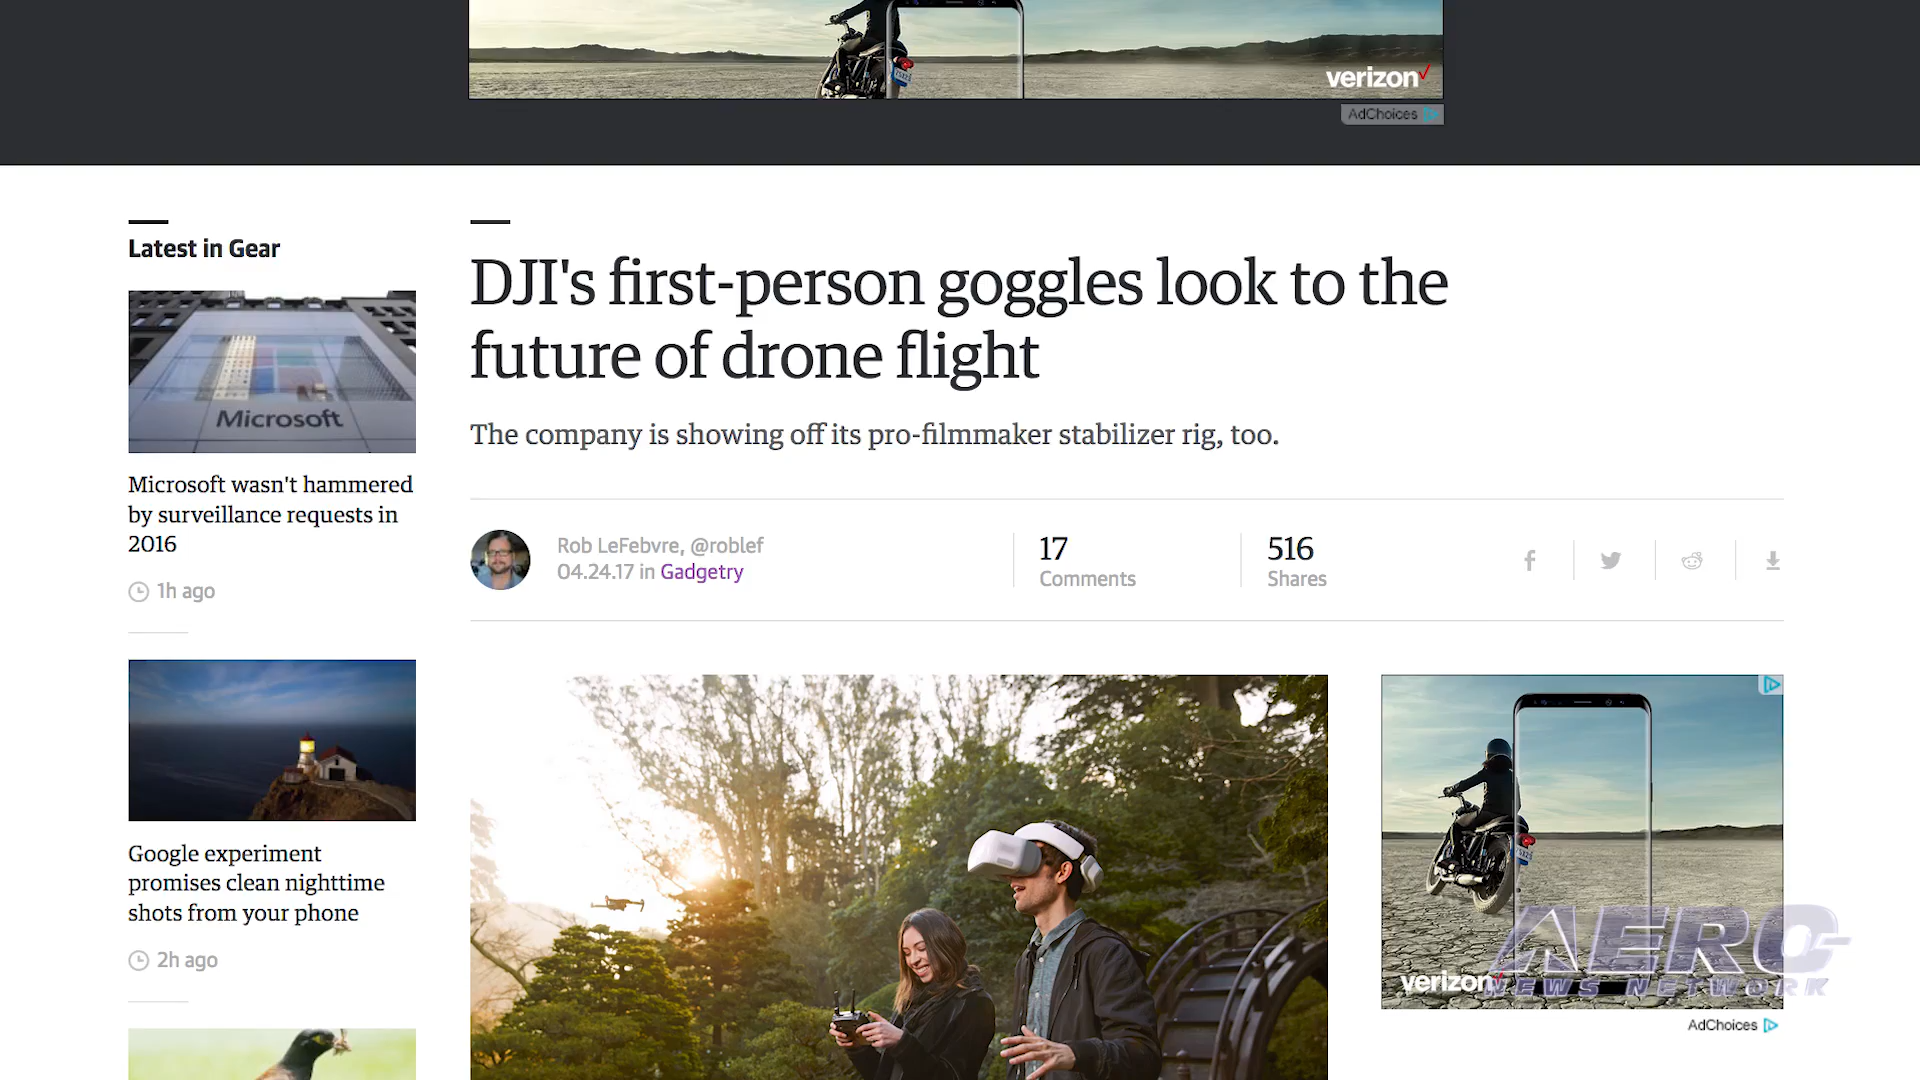 verizon
AdChoices
Latest in Gear
Microsoft
Microsoft wasn't hammered
by surveillance requests in
2016
1h ago
Google experiment
promises clean nighttime
shots from your phone
2h ago
DJI's first-person goggles look to the
future of drone flight
The company is showing off its pro-filmmaker stabilizer rig, too.
Rob LeFebvre, @roblef
04.24.17 in Gadgetry
17
Comments
516
Shares
verizon
AERO-
NEWS NETWORK
AdChoices